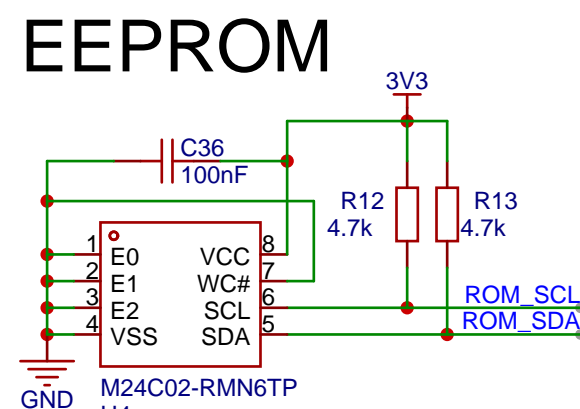 EEPROM
3V3
C36
100nF
R12
4.7k
R13
4.7k
1 E0 VCC 8
2 E1 WC# 7
3 E2 SCL 6
4 VSS SDA 5
ROM_SCL
ROM_SDA
GND
M24C02-RMN6TP